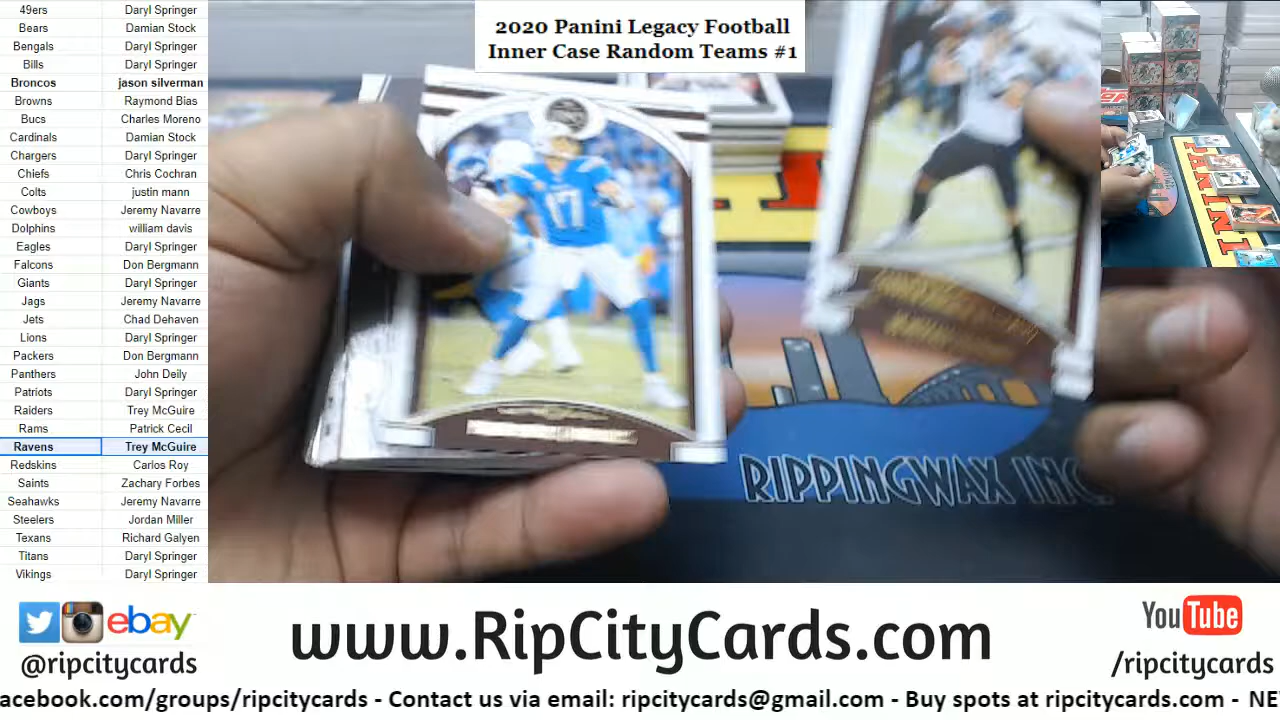 2020 Panini Legacy Football
Inner Case Random Teams #1
49ers Daryl Springer
Bears Damian Stock
Bengals Daryl Springer
Bills Daryl Springer
Broncos jason silverman
Browns Raymond Bias
Bucs Charles Moreno
Cardinals Damian Stock
Chargers Daryl Springer
Chiefs Chris Cochran
Colts justin mann
Cowboys Jeremy Navarre
Dolphins william davis
Eagles Daryl Springer
Falcons Don Bergmann
Giants Daryl Springer
Jags Jeremy Navarre
Jets Chad Dehaven
Lions Daryl Springer
Packers Don Bergmann
Panthers John Deily
Patriots Daryl Springer
Raiders Trey McGuire
Rams Patrick Cecil
Ravens Trey McGuire
Redskins Carlos Roy
Saints Zachary Forbes
Seahawks Jeremy Navarre
Steelers Jordan Miller
Texans Richard Galyen
Titans Daryl Springer
Vikings Daryl Springer
17
PANINI
RIPPINGWAX INC.
ebay
@ripcitycards
www.RipCityCards.com
YouTube
/ripcitycards
acebook.com/groups/ripcitycards - Contact us via email: ripcitycards@gmail.com - Buy spots at ripcitycards.com - NE